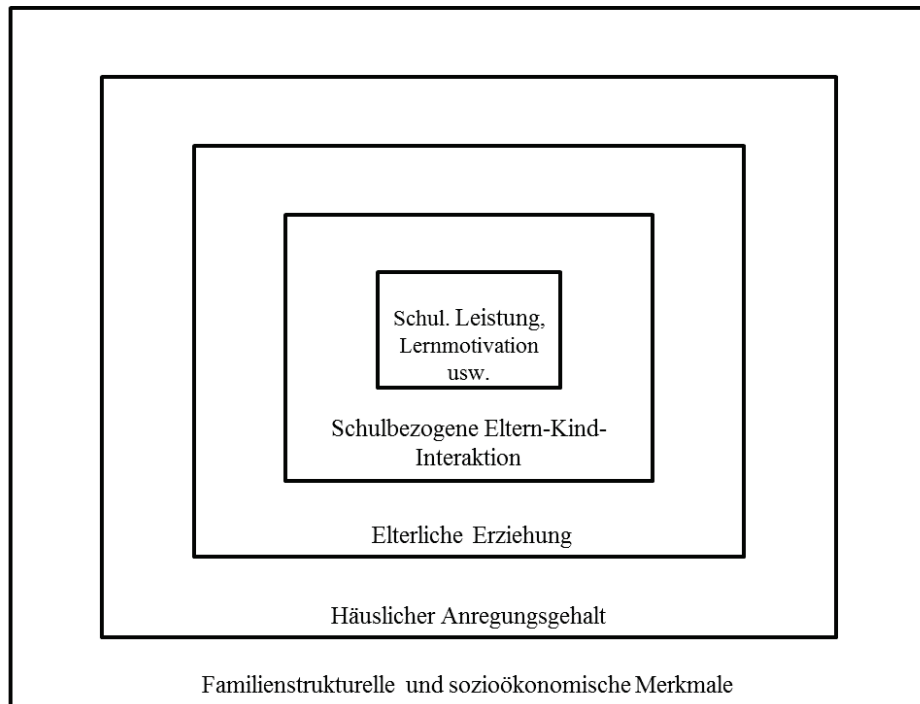 Schul. Leistung,
Lernmotivation
usw.
Schulbezogene Eltern-Kind-
Interaktion
Elterliche Erziehung
Häuslicher Anregungsgehalt
Familienstrukturelle und sozioökonomische Merkmale